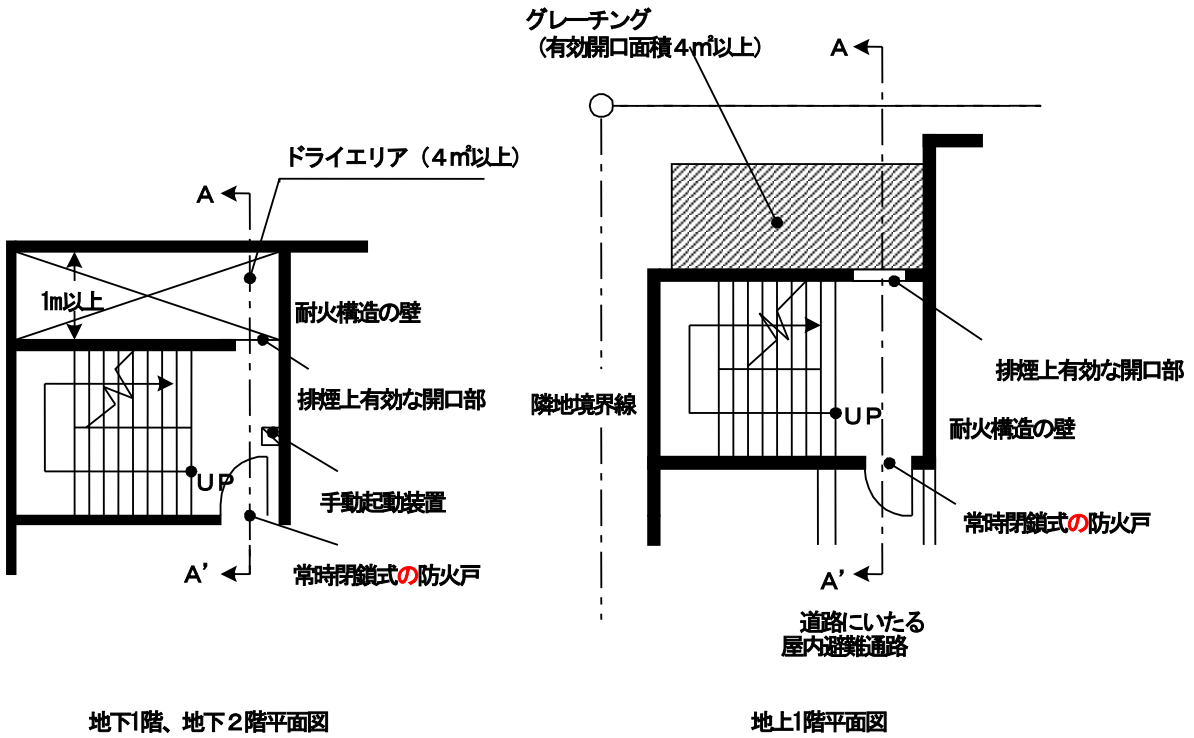 グレーチング
（有効開口面積４㎡以上）
A
ドライエリア（４㎡以上）
A
1m以上
耐火構造の壁
排煙上有効な開口部
排煙上有効な開口部
隣地境界線
UP
耐火構造の壁
UP
手動起動装置
常時閉鎖式の防火戸
A'
常時閉鎖式の防火戸
A'
道路にいたる
屋内避難通路
地下1階、地下２階平面図
地上1階平面図